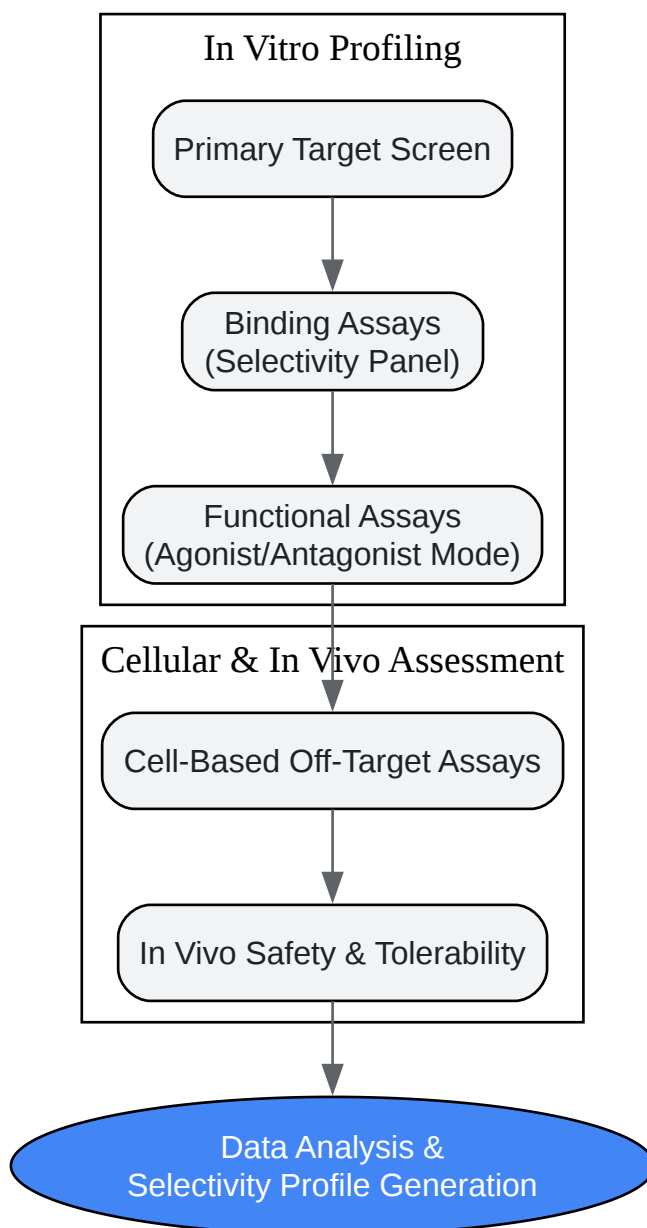 In Vitro Profiling
Primary Target Screen
Binding Assays
(Selectivity Panel)
Functional Assays
(Agonist/Antagonist Mode)
Cellular & In Vivo Assessment
Cell-Based Off-Target Assays
In Vivo Safety & Tolerability
Data Analysis &
Selectivity Profile Generation